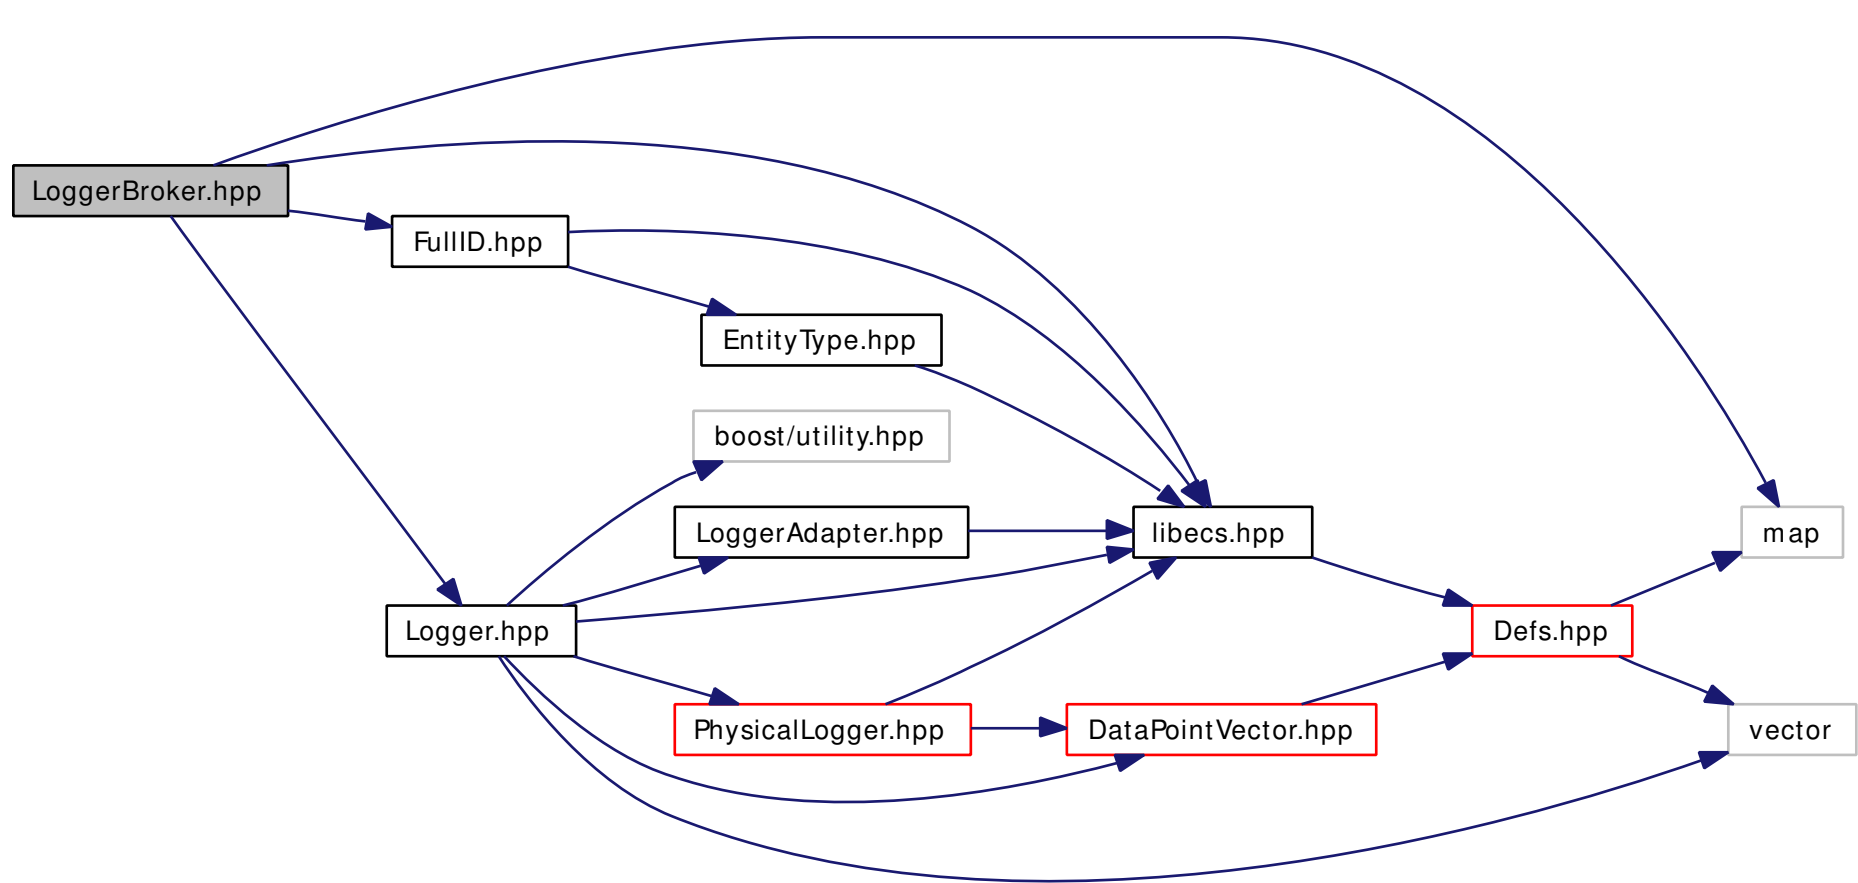 LoggerBroker.hpp
FullID.hpp
EntityType.hpp
boost/utility.hpp
LoggerAdapter.hpp
libecs.hpp
map
Logger.hpp
Defs.hpp
PhysicalLogger.hpp
DataPointVector.hpp
vector